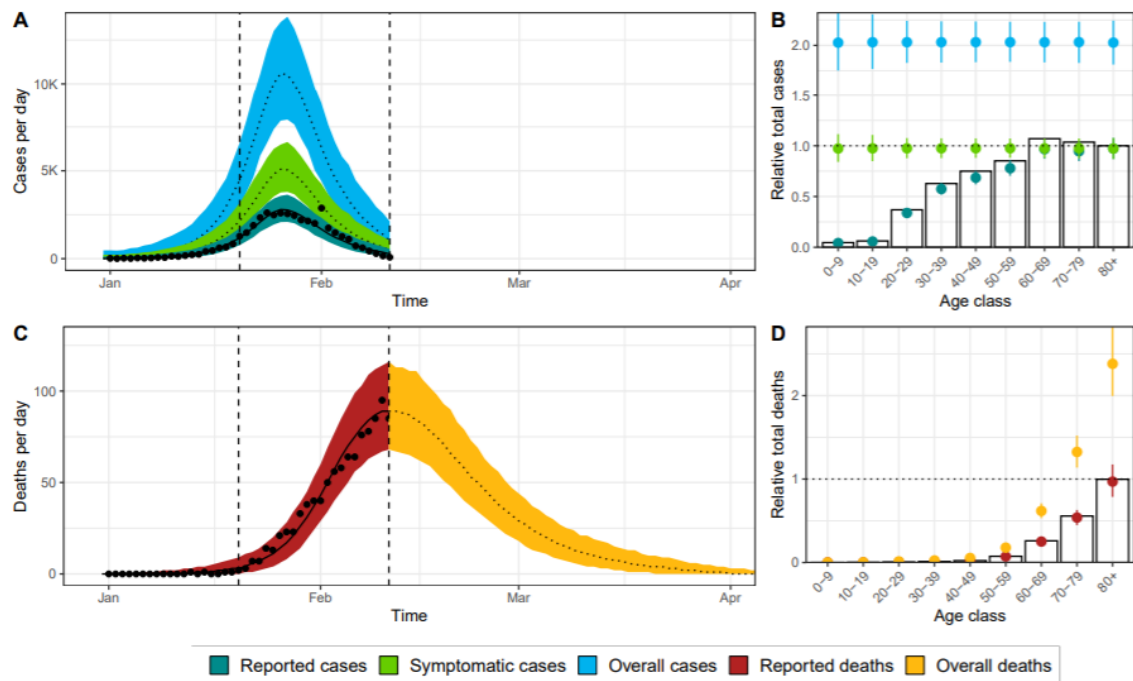 A
Cases per day
10K
5K
0
Jan
Feb
Mar
Apr
Time
B
Relative total cases
2.0
1.5
1.0
0.5
0.0
0−9
10−19
20−29
30−39
40−49
50−59
60−69
70−79
80+
Age class
C
Deaths per day
100
50
0
Jan
Feb
Mar
Apr
Time
D
Relative total deaths
2
1
0
0−9
10−19
20−29
30−39
40−49
50−59
60−69
70−79
80+
Age class
Reported cases Symptomatic cases Overall cases Reported deaths Overall deaths